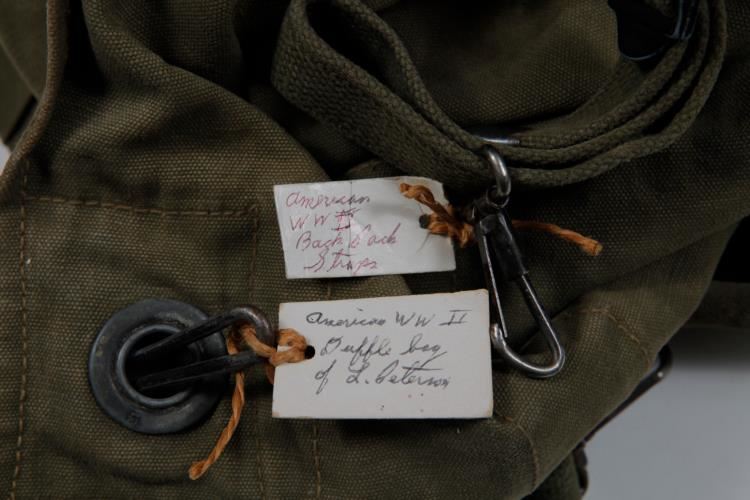 American
WW II
Back Pack
Straps
American WW II
Duffle bag
of L. Peterson